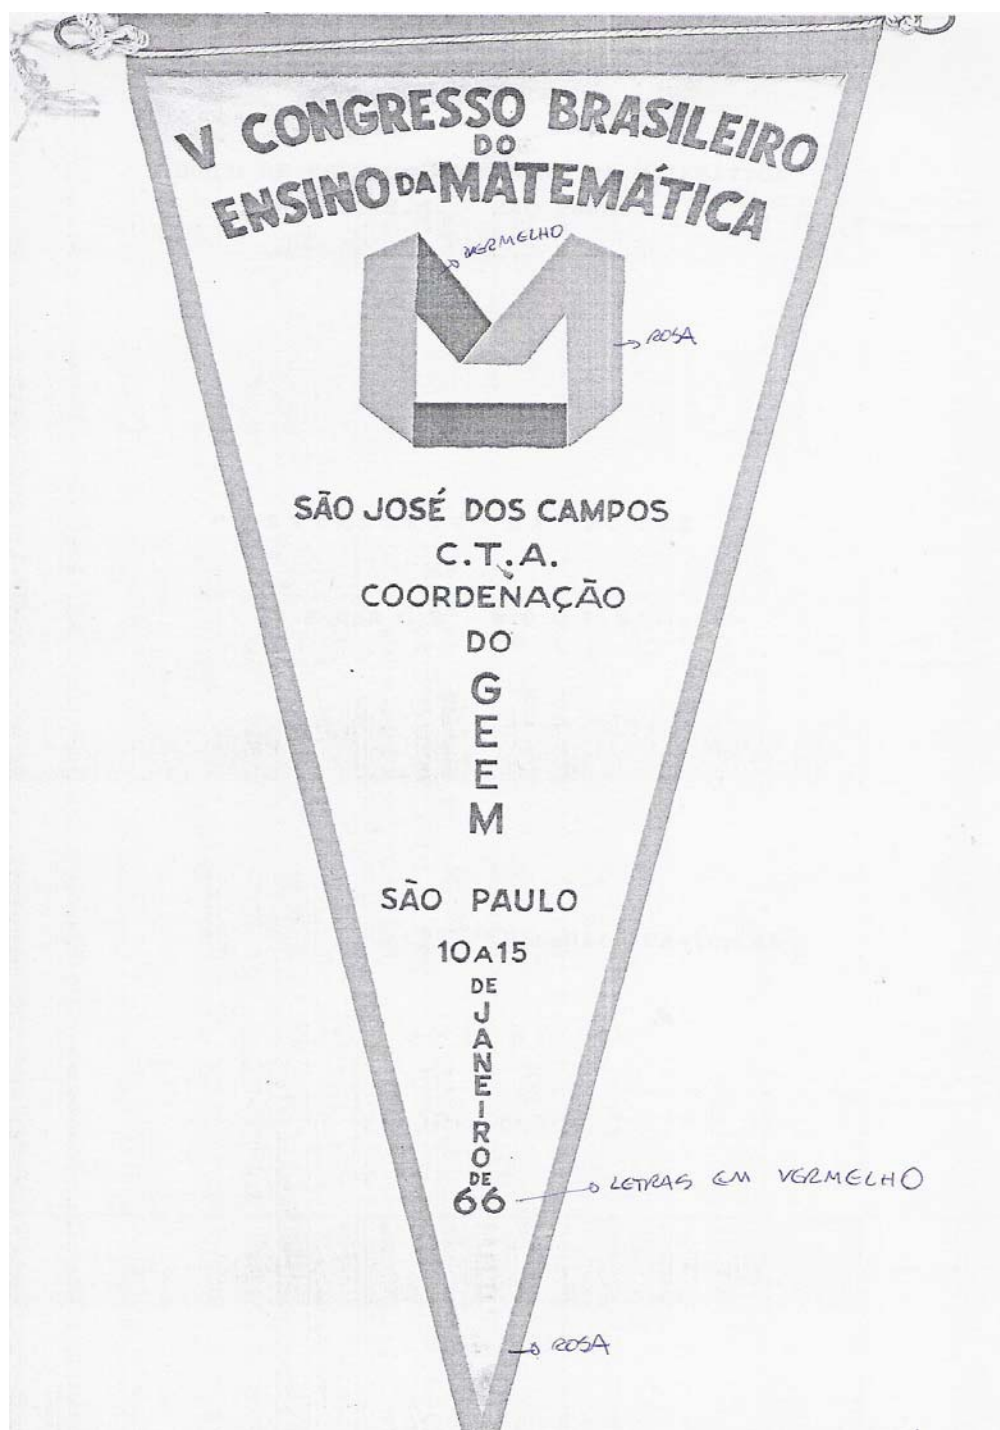 V CONGRESSO BRASILEIRO
DO
ENSINO DA MATEMÁTICA
VERMELHO
ROSA
SÃO JOSÉ DOS CAMPOS
C.T.A.
COORDENAÇÃO
DO
G
E
E
M
SÃO PAULO
10 A 15
DE
J
A
N
E
I
R
O
DE
66
LETRAS EM VERMELHO
ROSA